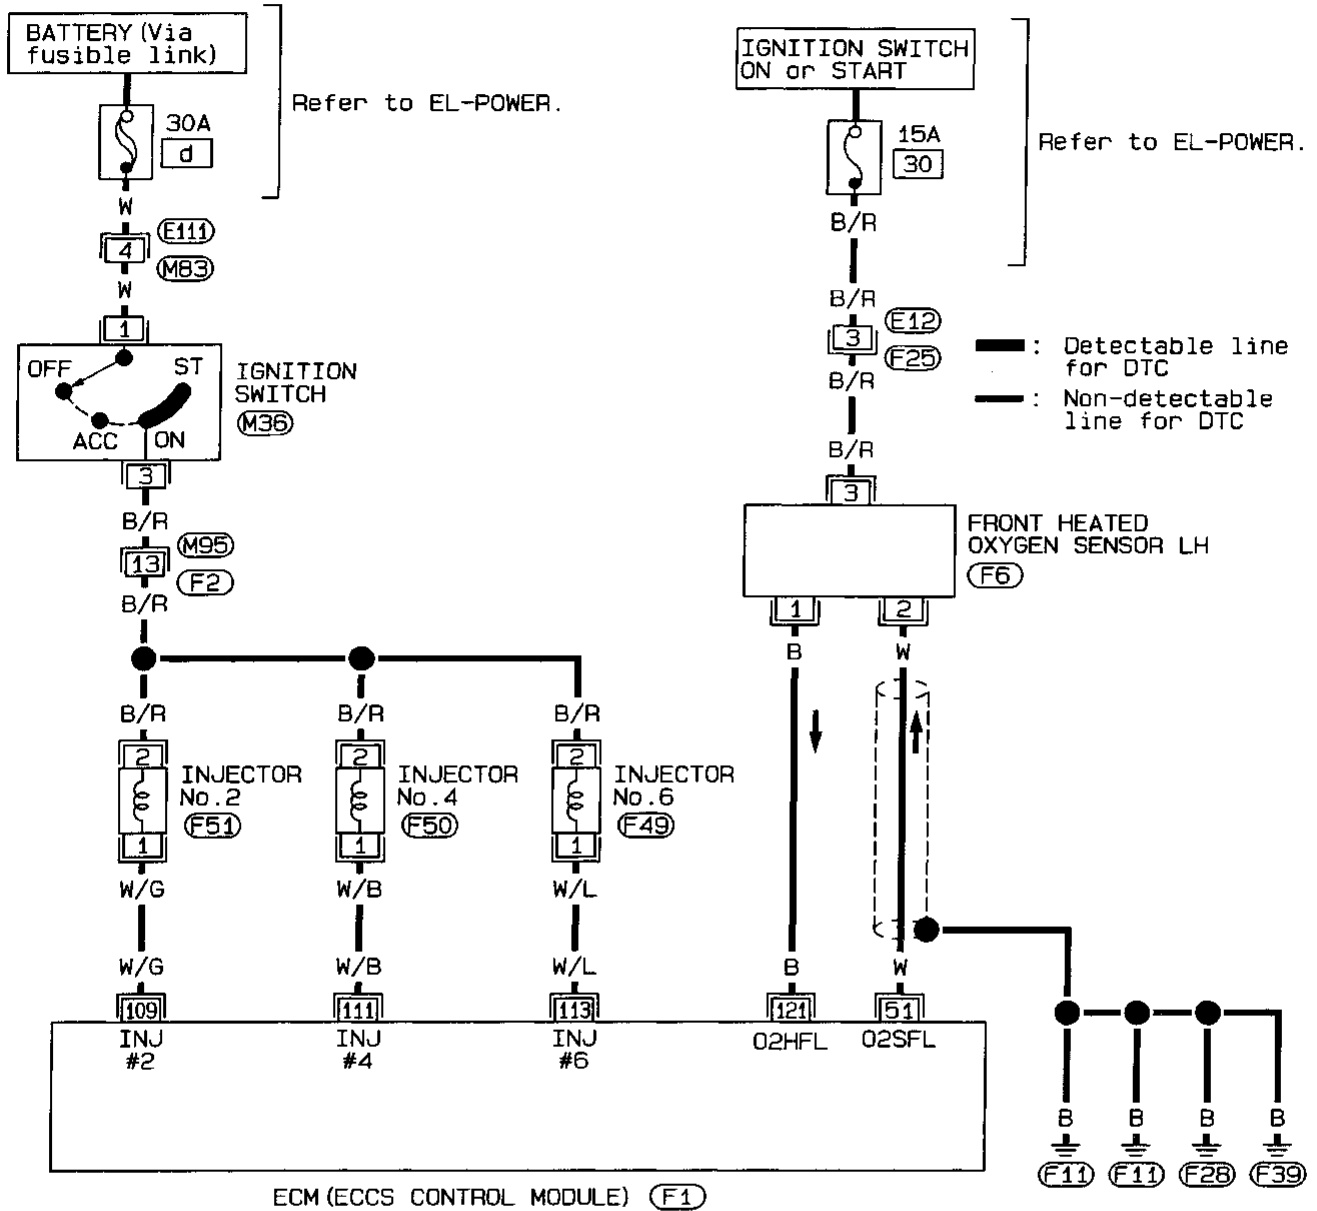 BATTERY (Via
fusible link)
Refer to EL-POWER.
30A
d
W
E111
4
M83
W
1
OFF
ST
ACC
ON
IGNITION
SWITCH
M36
3
B/R
M95
13
F2
B/R
B/R
B/R
B/R
2
2
2
INJECTOR
No.2
F51
INJECTOR
No.4
F50
INJECTOR
No.6
F49
1
1
1
W/G
W/B
W/L
W/G
W/B
W/L
109
111
113
INJ
#2
INJ
#4
INJ
#6
IGNITION SWITCH
ON or START
Refer to EL-POWER.
15A
30
B/R
B/R
E12
3
F25
B/R
B/R
3
: Detectable line
for DTC
: Non-detectable
line for DTC
FRONT HEATED
OXYGEN SENSOR LH
F6
1
2
B
W
B
W
121
51
O2HFL
O2SFL
B
B
B
B
F11
F11
F28
F39
ECM (ECCS CONTROL MODULE)
F1